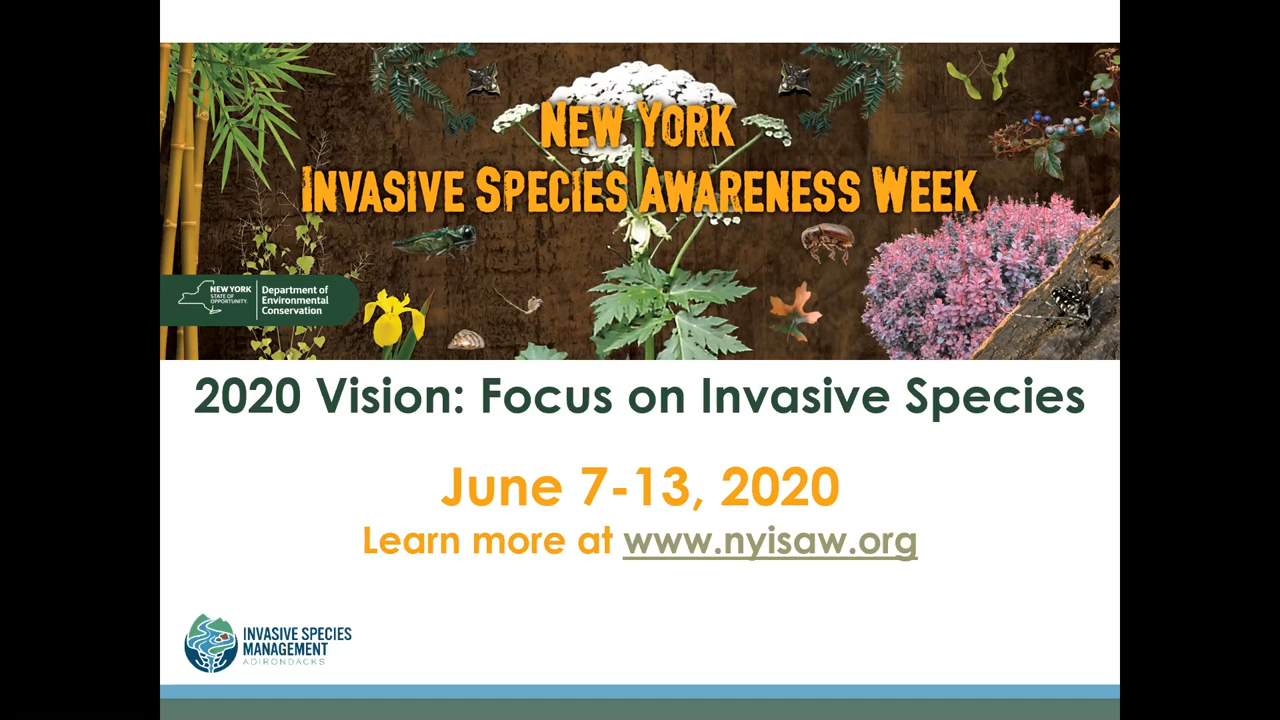 NEW YORK
INVASIVE SPECIES AWARENESS WEEK
NEW YORK
STATE OF
OPPORTUNITY.
Department of
Environmental
Conservation
2020 Vision: Focus on Invasive Species
June 7-13, 2020
Learn more at www.nyisaw.org
INVASIVE SPECIES
MANAGEMENT
ADIRONDACKS